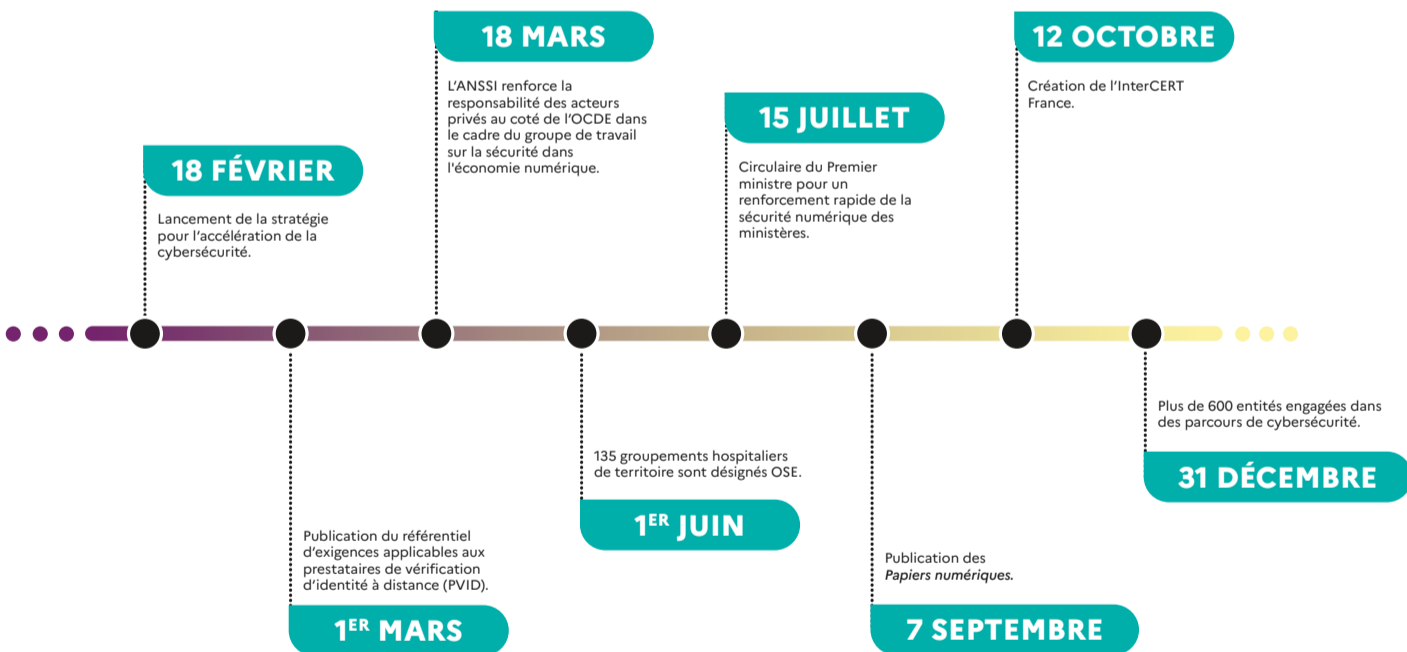 18 FÉVRIER
Lancement de la stratégie
pour l'accélération de la
cybersécurité.
Publication du référentiel
d'exigences applicables aux
prestataires de vérification
d'identité à distance (PVID).
1ER MARS
18 MARS
L'ANSSI renforce la
responsabilité des acteurs
privés au coté de l'OCDE dans
le cadre du groupe de travail
sur la sécurité dans
l'économie numérique.
135 groupements hospitaliers
de territoire sont désignés OSE.
1ER JUIN
15 JUILLET
Circulaire du Premier
ministre pour un
renforcement rapide de la
sécurité numérique des
ministères.
Publication des
Papiers numériques.
7 SEPTEMBRE
12 OCTOBRE
Création de l'InterCERT
France.
Plus de 600 entités engagées dans
des parcours de cybersécurité.
31 DÉCEMBRE